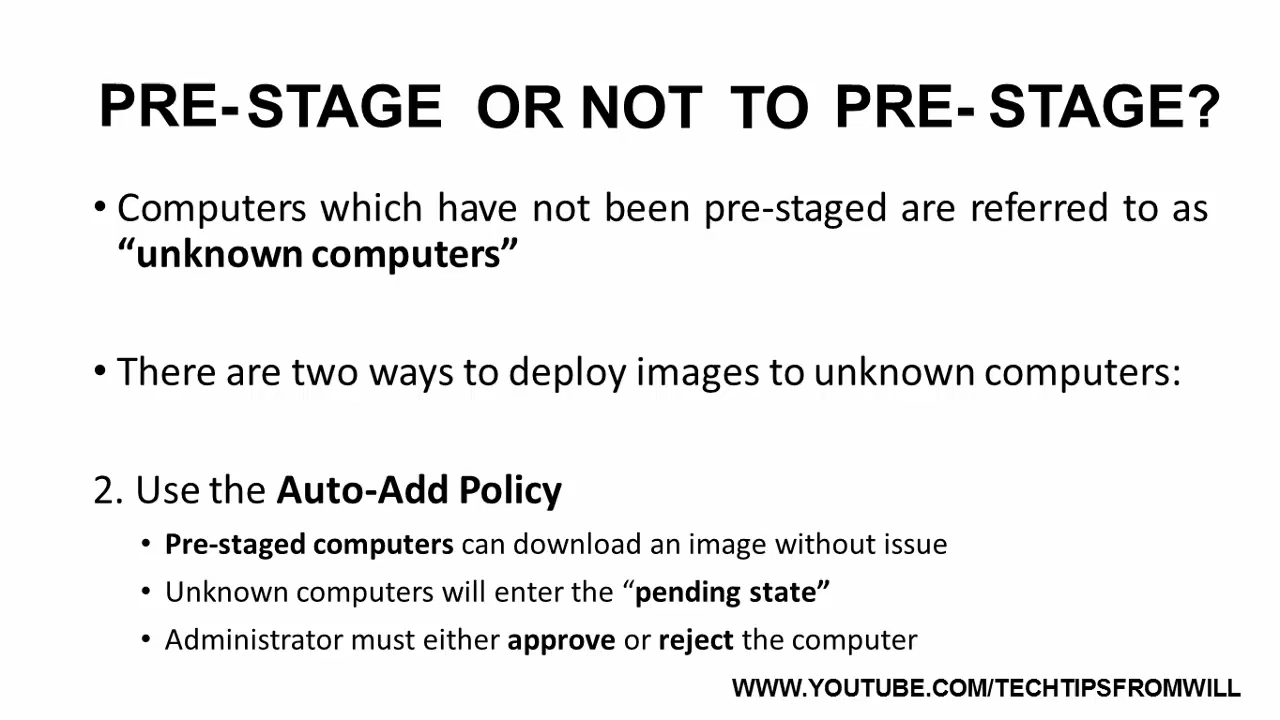 PRE-STAGE OR NOT TO PRE- STAGE?
• Computers which have not been pre-staged are referred to as
“unknown computers”
• There are two ways to deploy images to unknown computers:
2. Use the Auto-Add Policy
• Pre-staged computers can download an image without issue
• Unknown computers will enter the “pending state”
• Administrator must either approve or reject the computer
WWW.YOUTUBE.COM/TECHTIPSFROMWILL